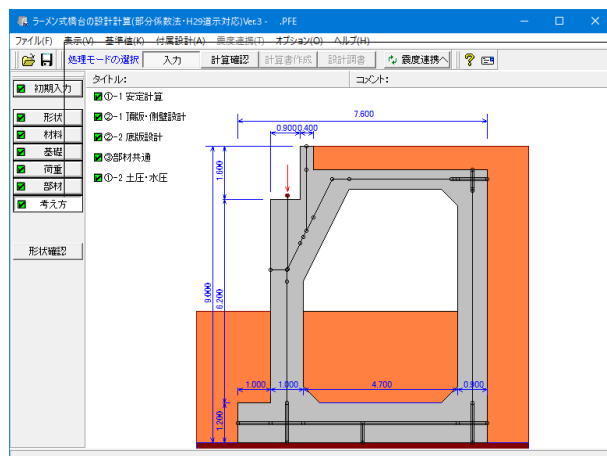 ラーメン式橋台の設計計算(部分係数法・H29道示対応)Ver.3 - .PFE
ファイル(F) 表示(V) 基準値(K) 付属設計(A) 震度連携(T) オプション(O) ヘルプ(H)
処理モードの選択 入力 計算確認 計算書作成 設計調書 震度連携へ
初期入力
形状
材料
基礎
荷重
部材
考え方
形状確認
タイトル: コメント:
①-1 安定計算
②-1 頂版・側壁設計
②-2 底版設計
③部材共通
①-2 土圧・水圧
7.600
0.900 0.400
1.600
9.000
6.200
1.000 1.000 4.700 0.900
1.200